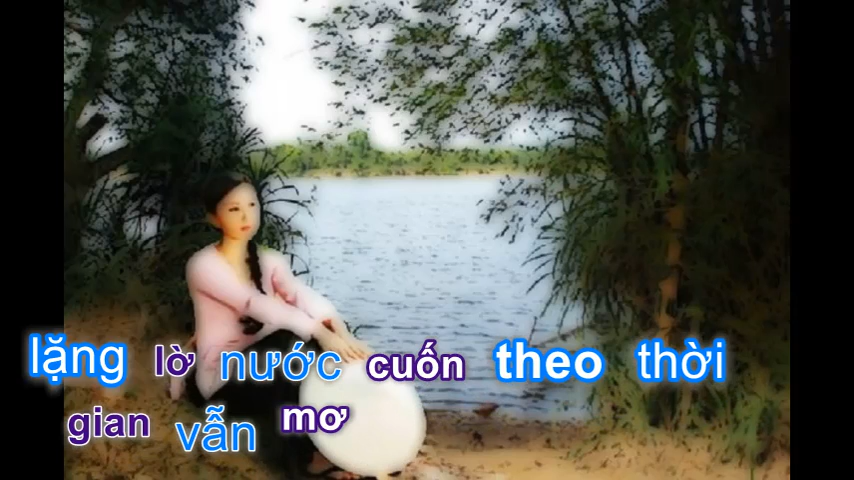 lặng lờ nước cuốn theo thời
gian vẫn mơ